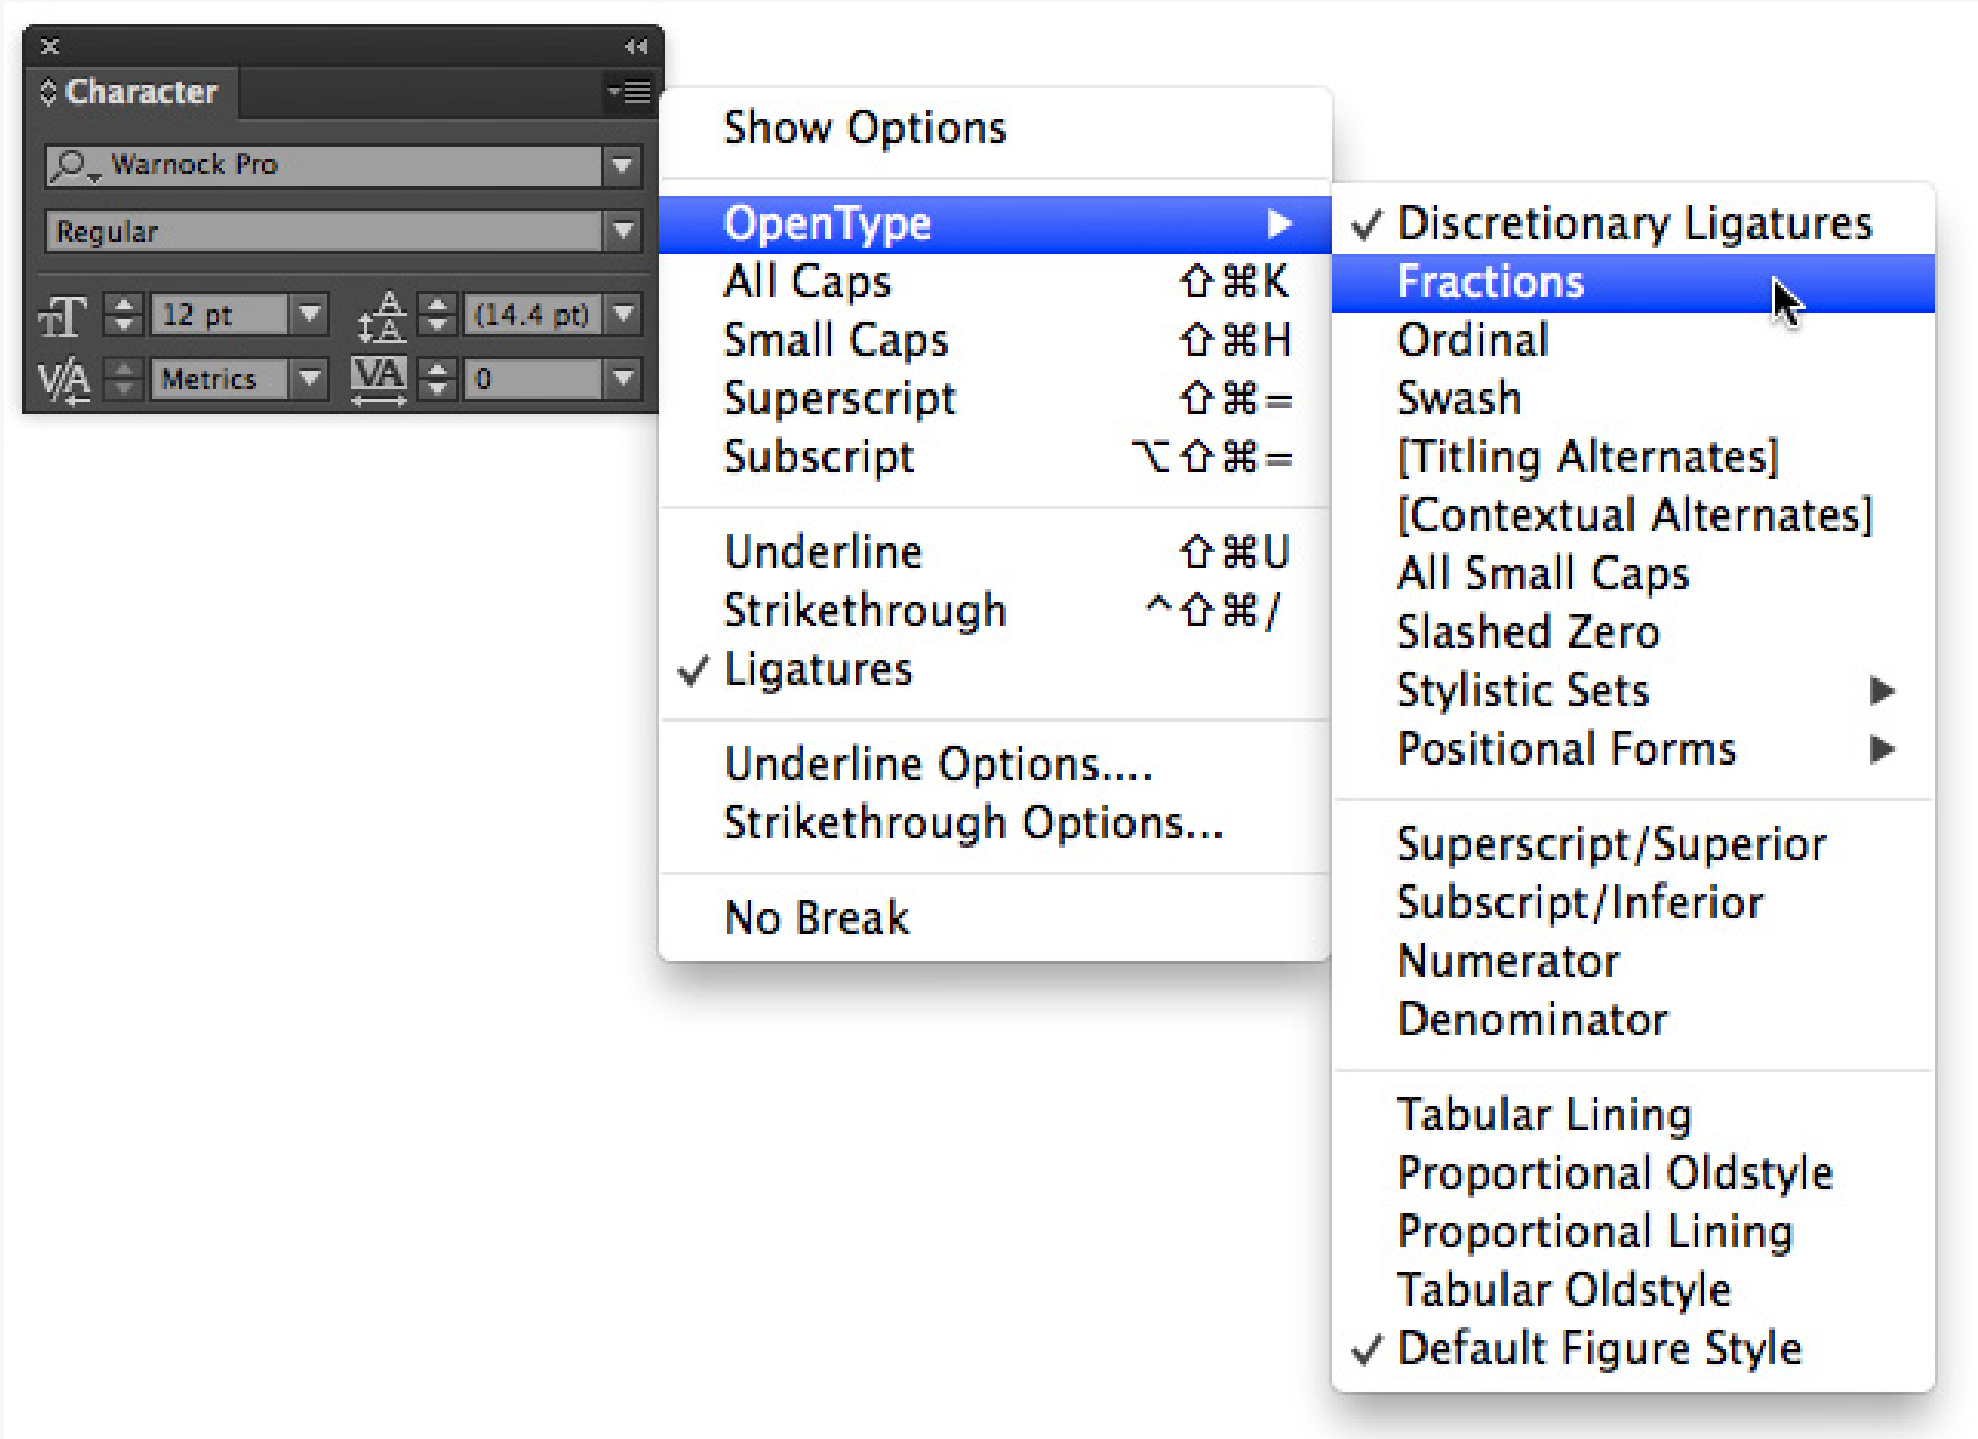 Character
Warnock Pro
Regular
12 pt
(14.4 pt)
Metrics
VA
0
Show Options
OpenType
All Caps ⇧⌘K
Small Caps ⇧⌘H
Superscript ⇧⌘=
Subscript ⌥⇧⌘=
Underline ⇧⌘U
Strikethrough ^⇧⌘/
✓ Ligatures
Underline Options....
Strikethrough Options...
No Break
✓ Discretionary Ligatures
Fractions
Ordinal
Swash
[Titling Alternates]
[Contextual Alternates]
All Small Caps
Slashed Zero
Stylistic Sets
Positional Forms
Superscript/Superior
Subscript/Inferior
Numerator
Denominator
Tabular Lining
Proportional Oldstyle
Proportional Lining
Tabular Oldstyle
✓ Default Figure Style